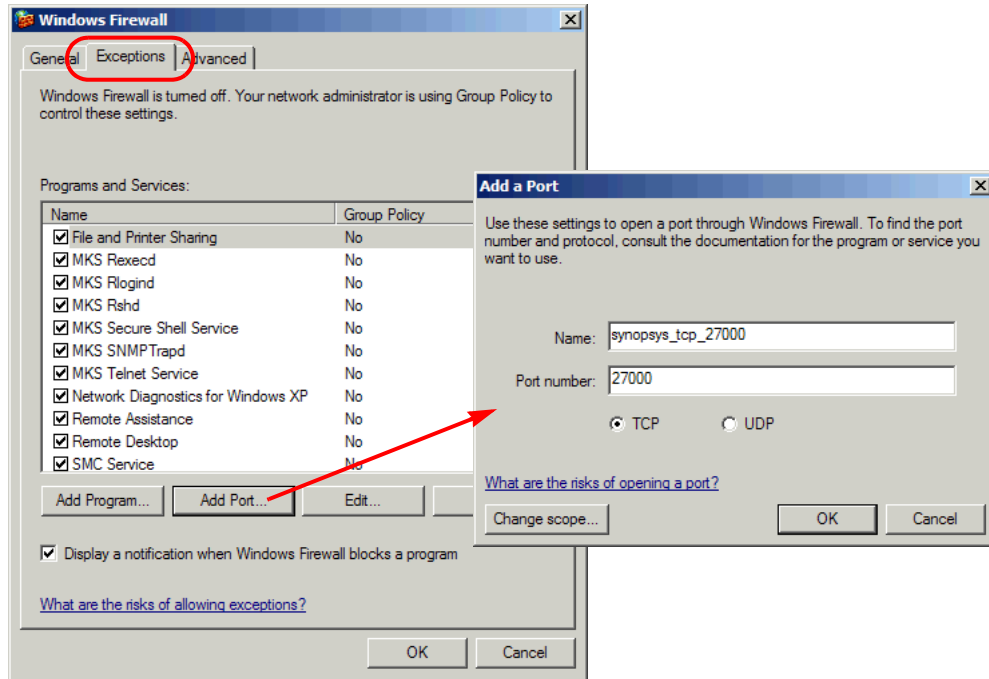 Windows Firewall
General Exceptions Advanced
Windows Firewall is turned off. Your network administrator is using Group Policy to
control these settings.
Programs and Services:
Name Group Policy
File and Printer Sharing No
MKS Rexecd No
MKS Rlogind No
MKS Rshd No
MKS Secure Shell Service No
MKS SNMPTrapd No
MKS Telnet Service No
Network Diagnostics for Windows XP No
Remote Assistance No
Remote Desktop No
SMC Service No
Add Program... Add Port... Edit...
Display a notification when Windows Firewall blocks a program
What are the risks of allowing exceptions?
OK Cancel
Add a Port
Use these settings to open a port through Windows Firewall. To find the port
number and protocol, consult the documentation for the program or service you
want to use.
Name: synopsys_tcp_27000
Port number: 27000
TCP UDP
What are the risks of opening a port?
Change scope... OK Cancel